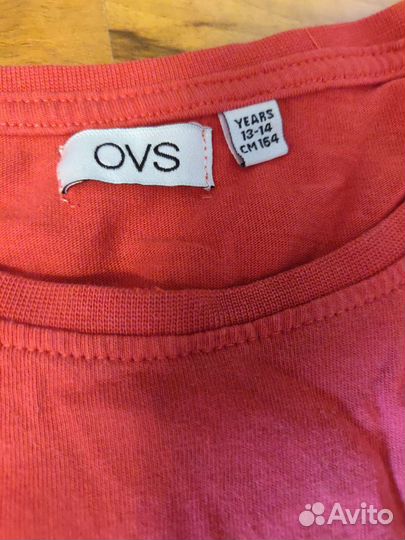 OVS
YEARS
13-14
CM164
Avito